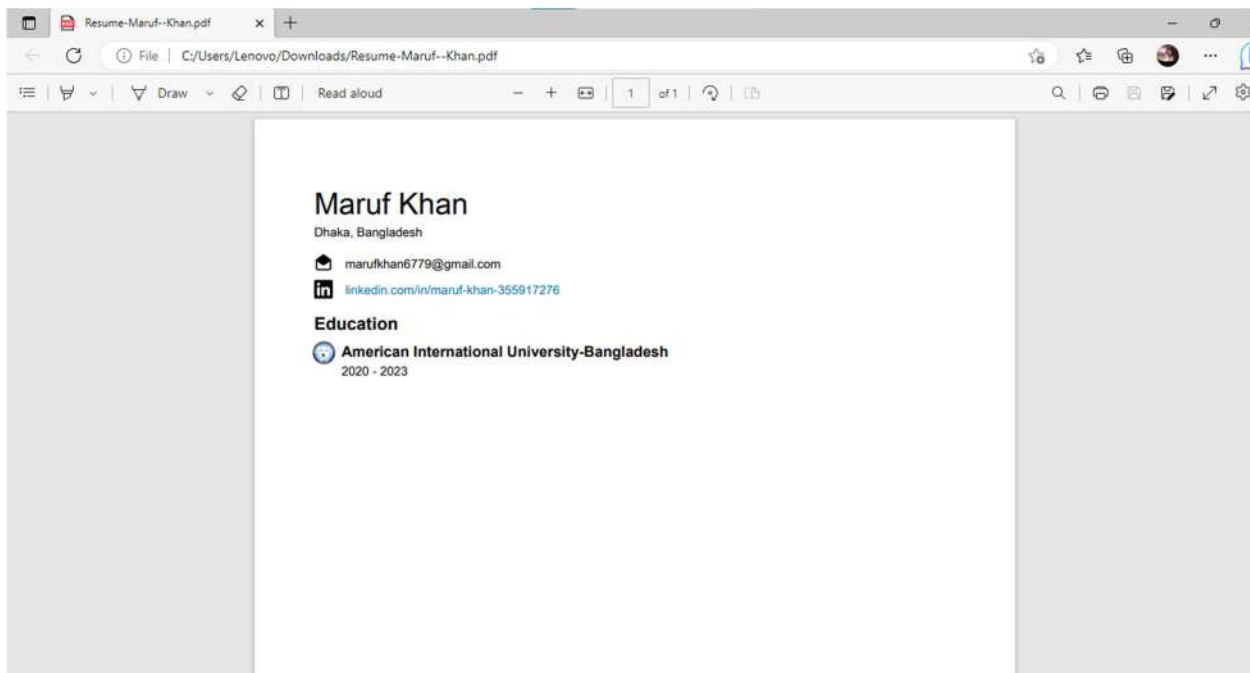 Resume-Maruf--Khan.pdf
File | C:/Users/Lenovo/Downloads/Resume-Maruf--Khan.pdf
Draw Read aloud 1 of 1
Maruf Khan
Dhaka, Bangladesh
marufkhan6779@gmail.com
in linkedin.com/in/maruf-khan-355917276
Education
American International University-Bangladesh
2020 - 2023